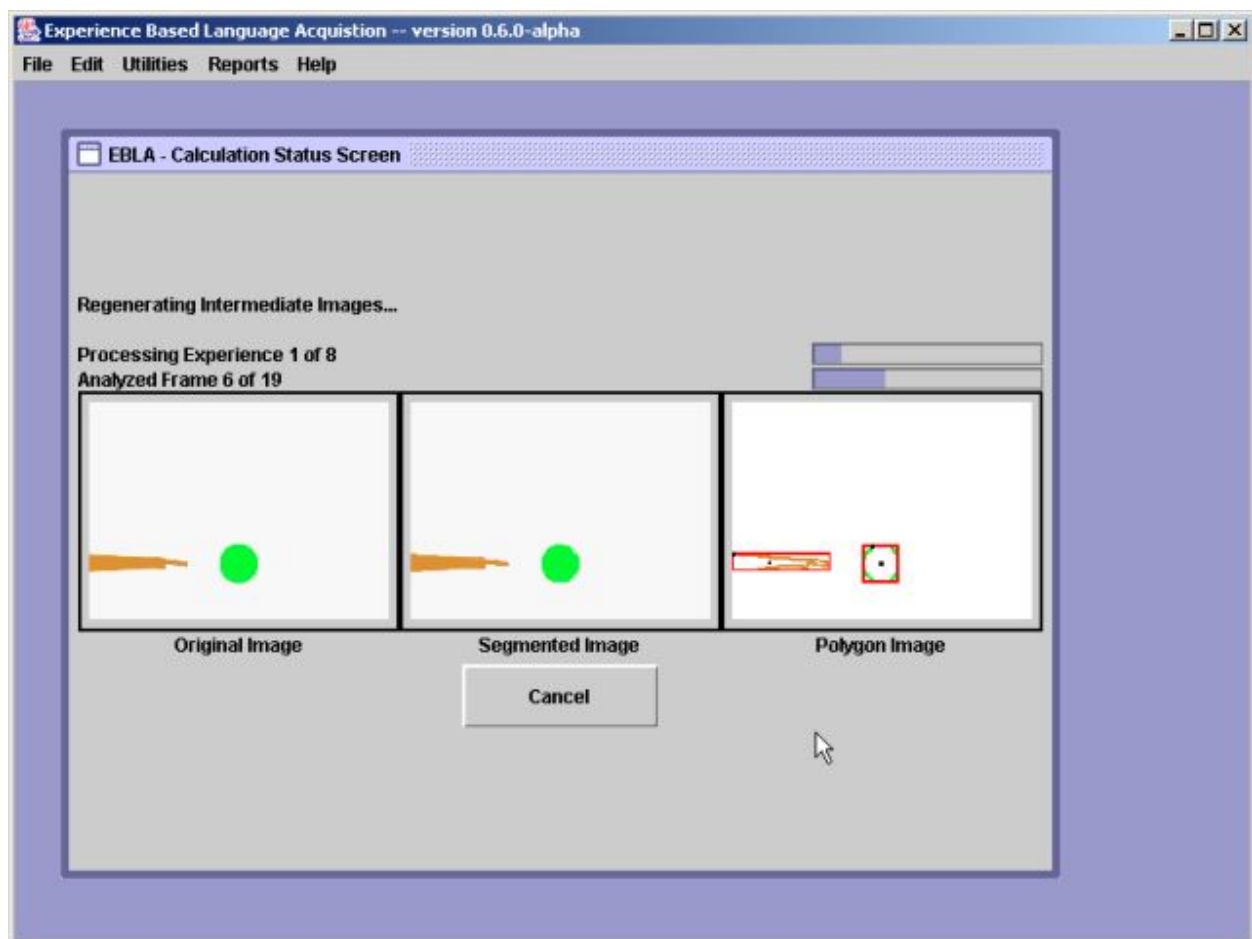 Experience Based Language Acquistion -- version 0.6.0-alpha
File Edit Utilities Reports Help
EBLA - Calculation Status Screen
Regenerating Intermediate Images...
Processing Experience 1 of 8
Analyzed Frame 6 of 19
Original Image Segmented Image Polygon Image
Cancel